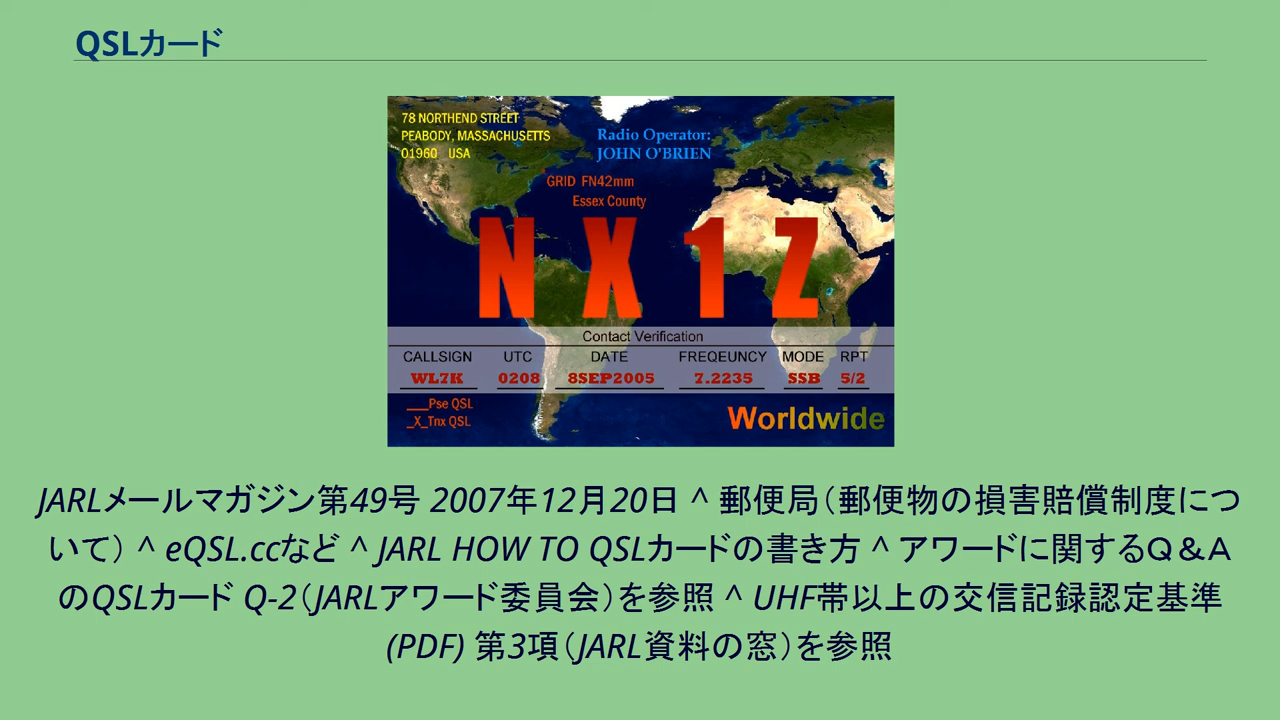 QSLカード
78 NORTHEND STREET
PEABODY, MASSACHUSETTS
01960 USA
Radio Operator:
JOHN O'BRIEN
GRID FN42mm
Essex County
NX1Z
Contact Verification
CALLSIGN UTC DATE FREQEUNCY MODE RPT
WL7K 0208 8SEP2005 7.2235 SSB 5/2
___Pse QSL
_X_Tnx QSL
Worldwide
JARLメールマガジン第49号 2007年12月20日 ^ 郵便局（郵便物の損害賠償制度につ
いて） ^ eQSL.ccなど ^ JARL HOW TO QSLカードの書き方 ^ アワードに関するＱ＆Ａ
のQSLカード Q-2（JARLアワード委員会）を参照 ^ UHF帯以上の交信記録認定基準
(PDF) 第3項（JARL資料の窓）を参照